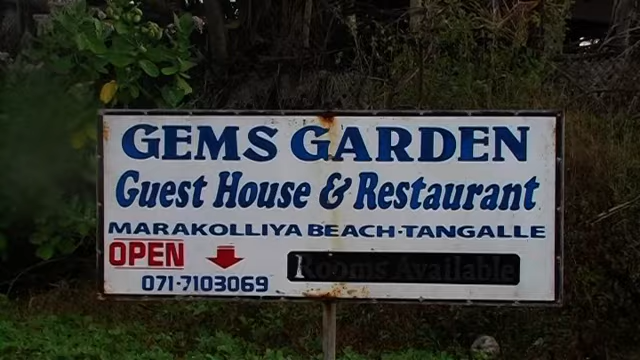 GEMS GARDEN
Guest House & Restaurant
MARAKOLLIYA BEACH-TANGALLE
OPEN
Rooms Available
071-7103069